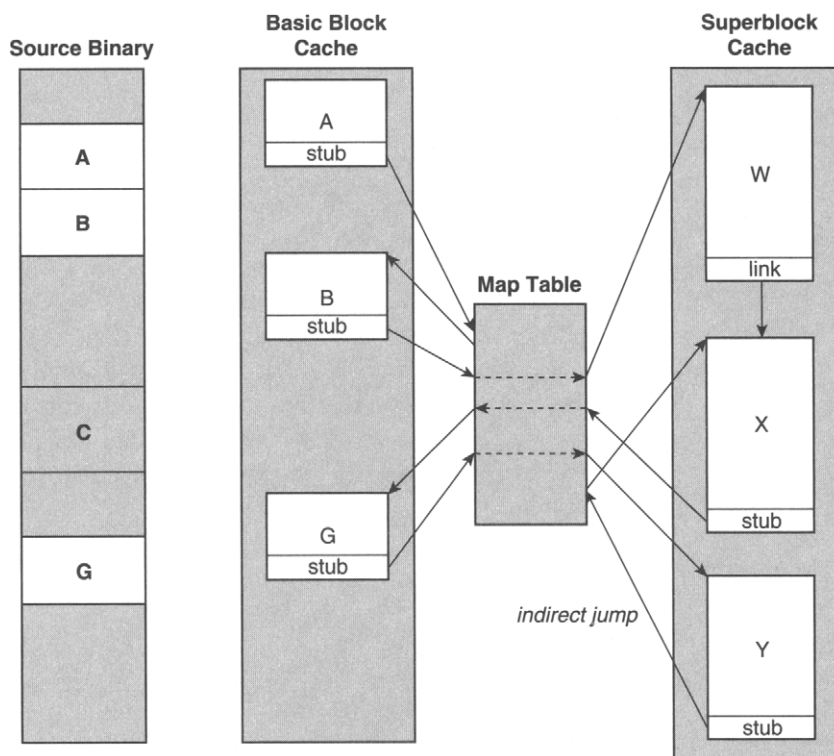 Source Binary
A
B
C
G
Basic Block
Cache
A
stub
B
stub
G
stub
Map Table
indirect jump
Superblock
Cache
W
link
X
stub
Y
stub